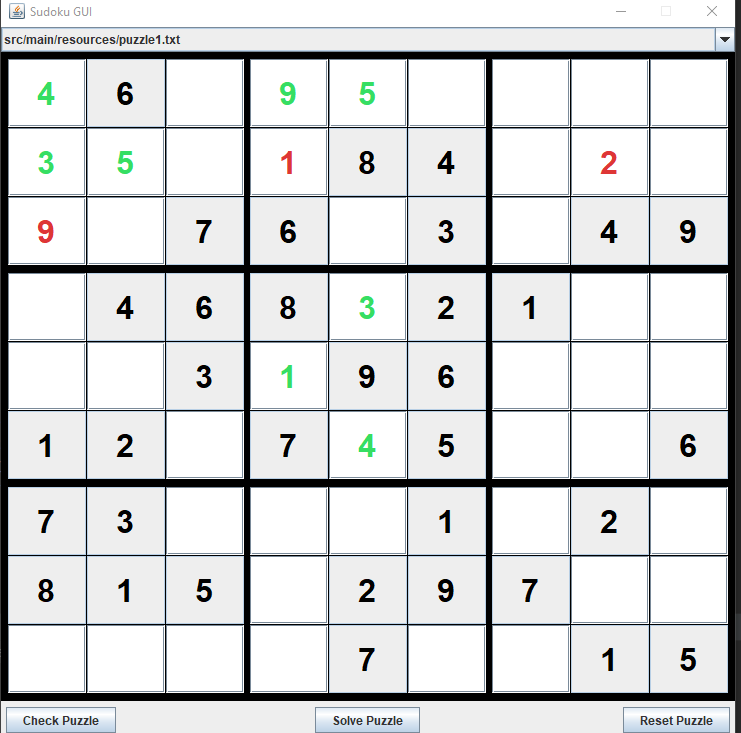 Sudoku GUI
src/main/resources/puzzle1.txt
4 6 9 5
3 5 1 8 4 2
9 7 6 3 4 9
4 6 8 3 2 1
3 1 9 6
1 2 7 4 5 6
7 3 1 2
8 1 5 2 9 7
7 1 5
Check Puzzle Solve Puzzle Reset Puzzle